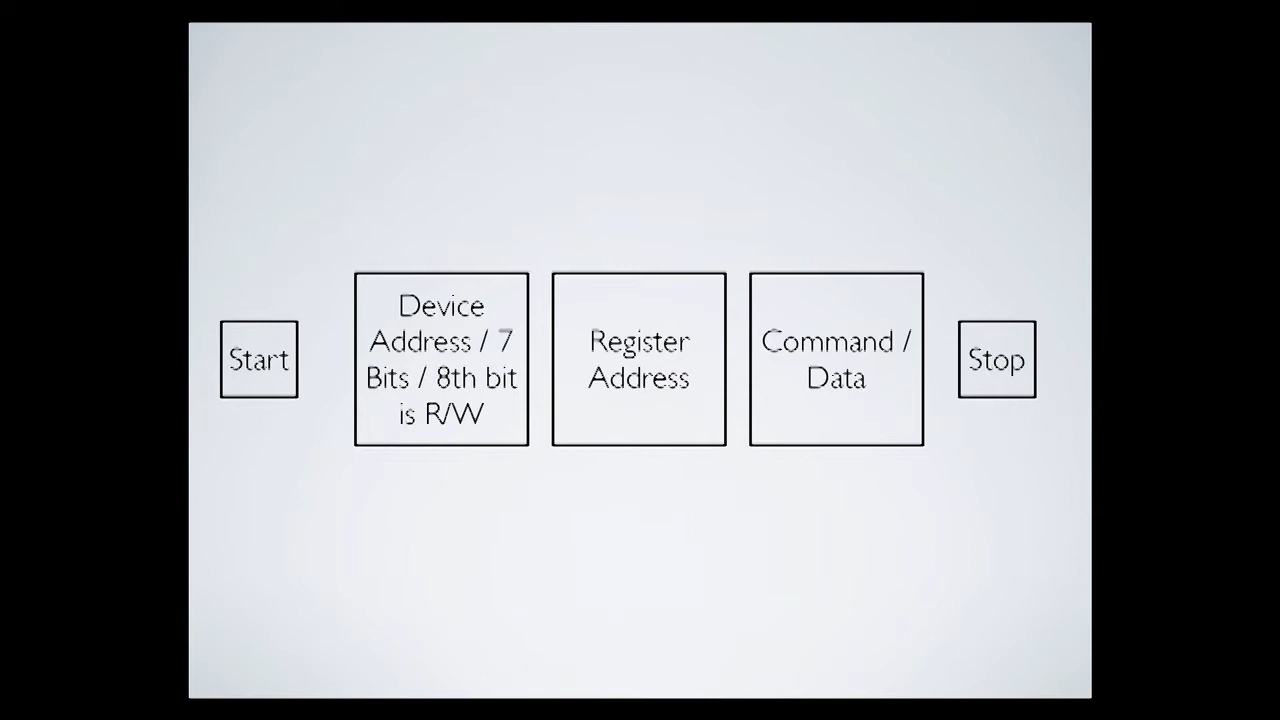 Start
Device
Address / 7
Bits / 8th bit
is R/W
Register
Address
Command /
Data
Stop